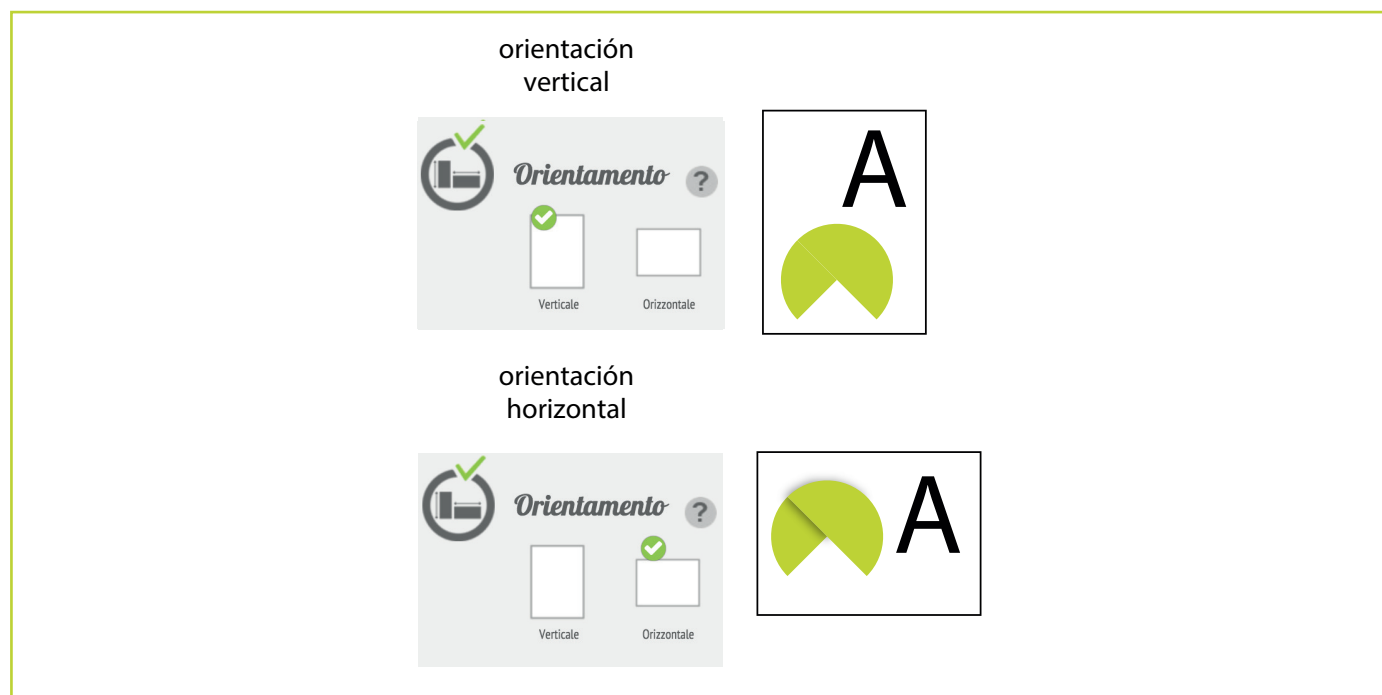 orientación
vertical
Orientamento ?
Verticale Orizzontale
A
orientación
horizontal
Orientamento ?
Verticale Orizzontale
A